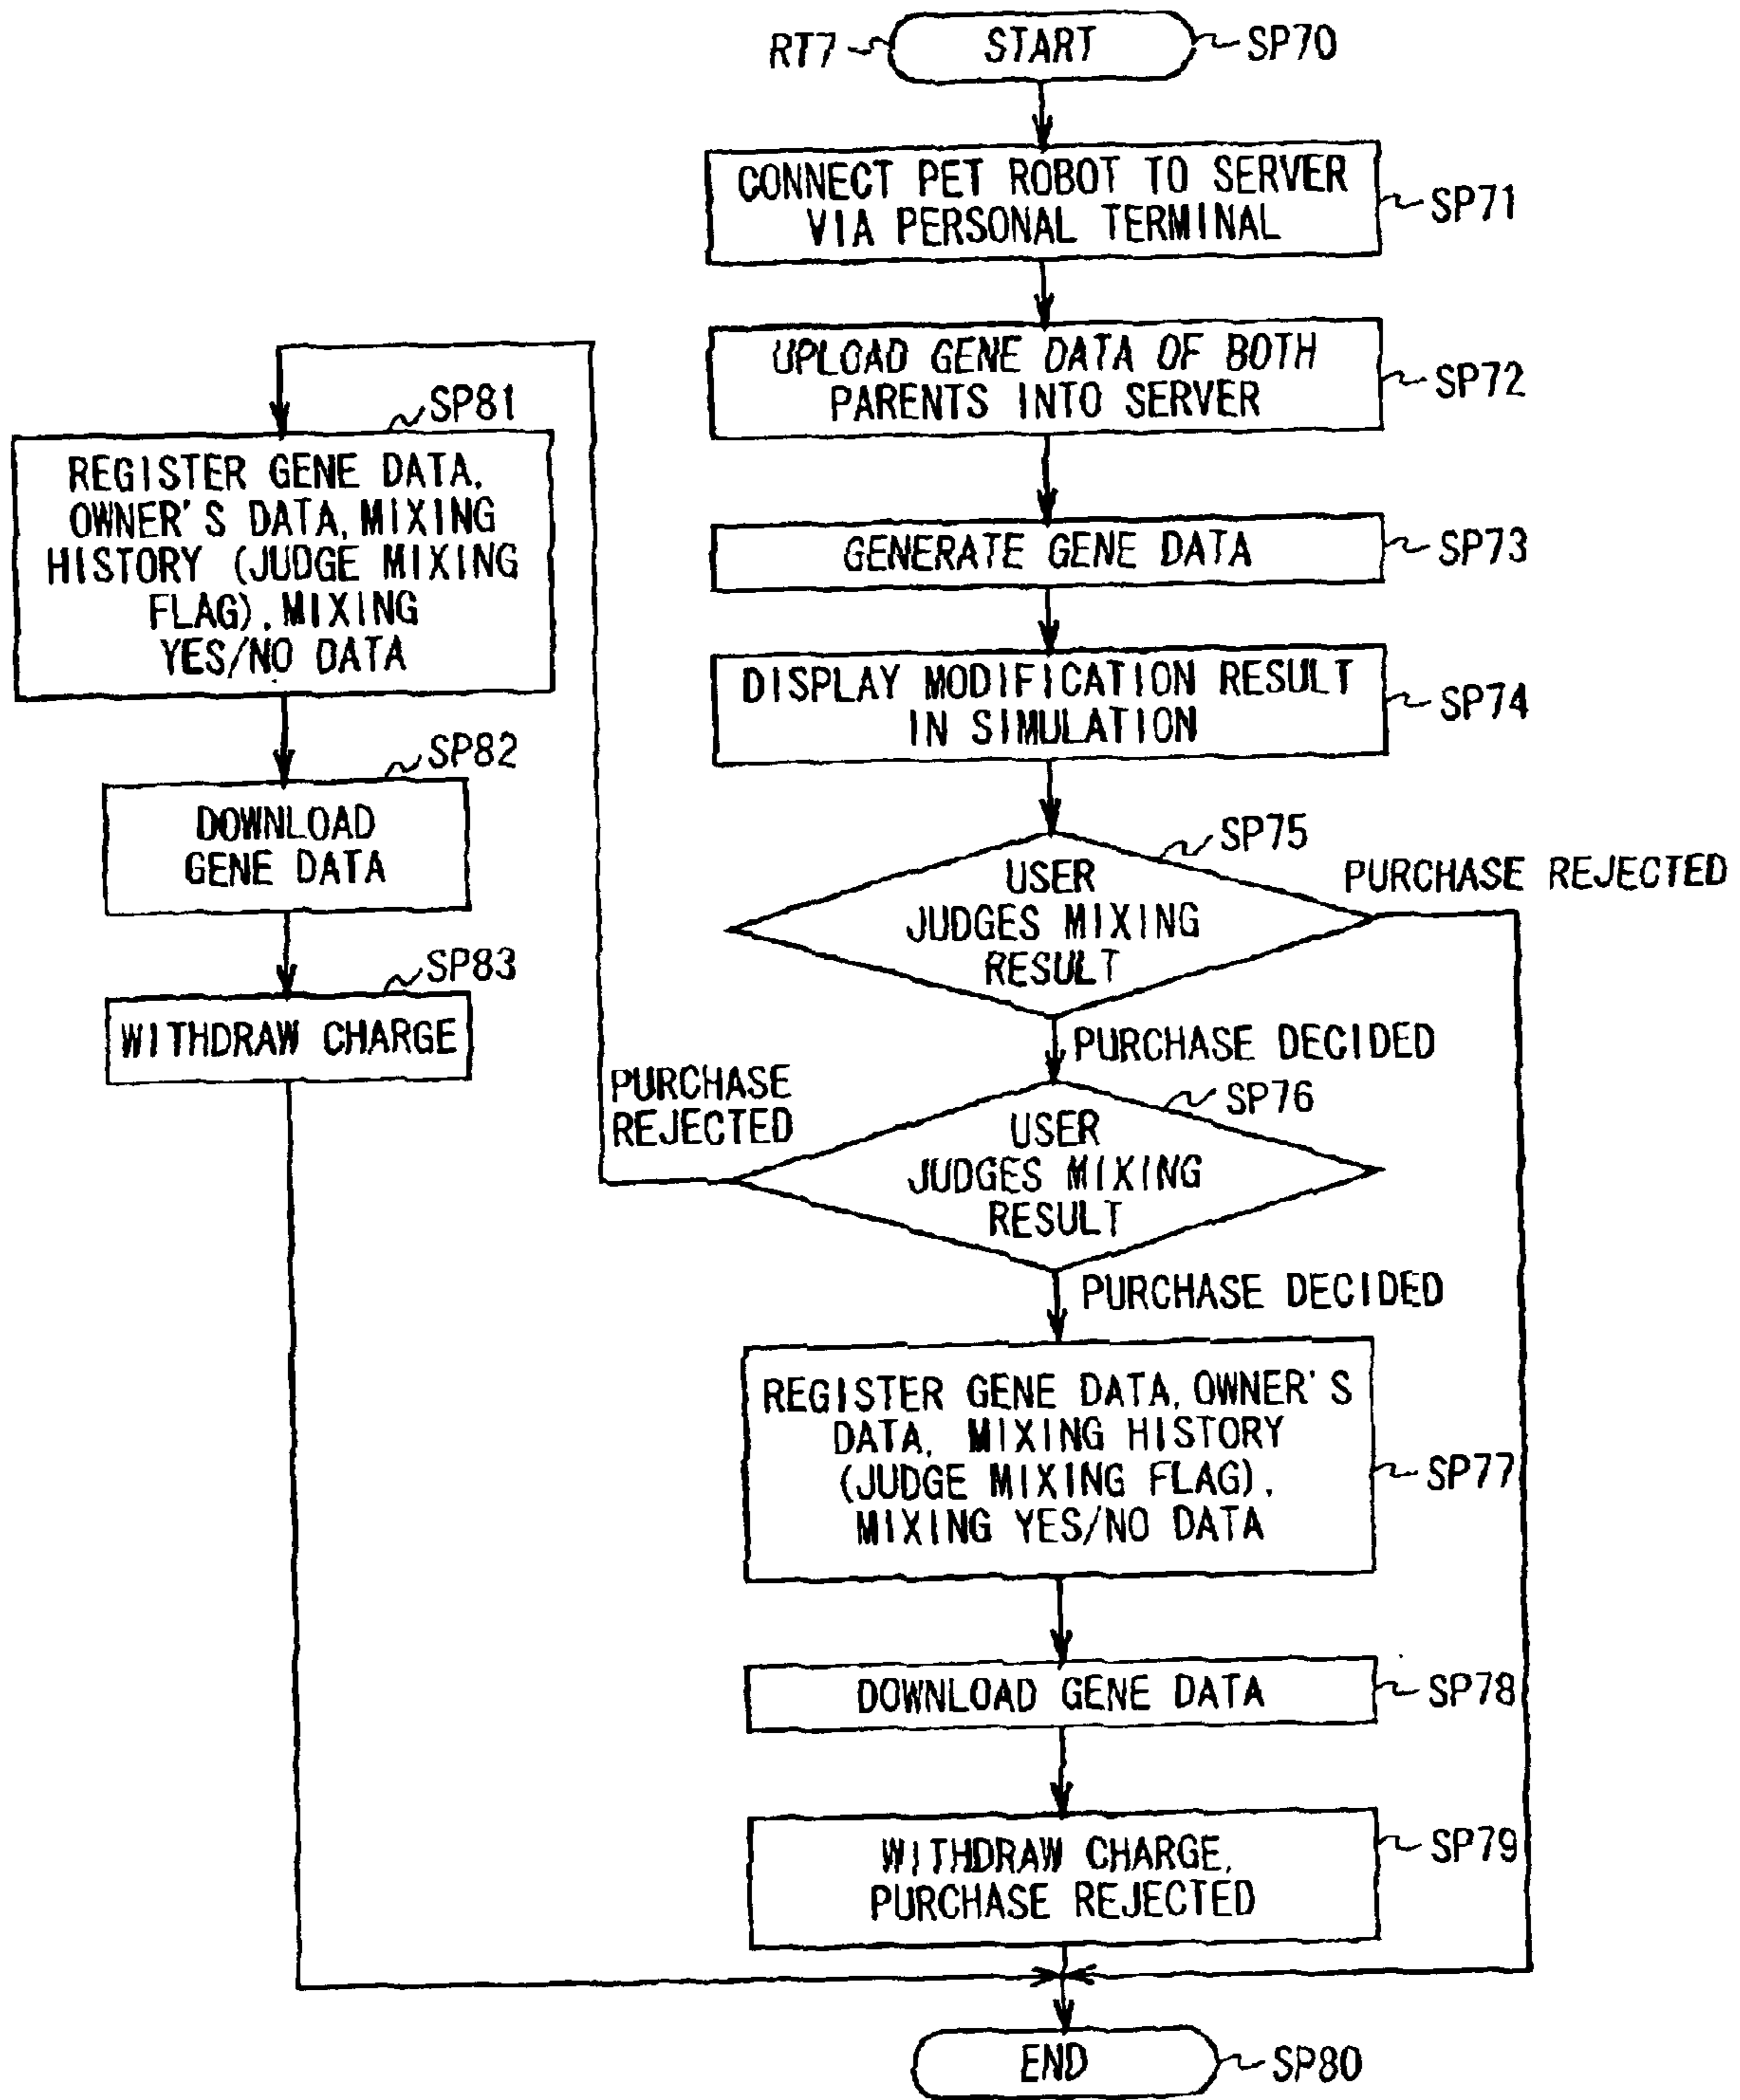 RT7
START
SP70
CONNECT PET ROBOT TO SERVER
VIA PERSONAL TERMINAL
SP71
UPLOAD GENE DATA OF BOTH
PARENTS INTO SERVER
SP72
GENERATE GENE DATA
SP73
DISPLAY MODIFICATION RESULT
IN SIMULATION
SP74
SP75
USER
JUDGES MIXING
RESULT
PURCHASE REJECTED
PURCHASE DECIDED
SP76
USER
JUDGES MIXING
RESULT
PURCHASE
REJECTED
PURCHASE DECIDED
REGISTER GENE DATA, OWNER'S
DATA, MIXING HISTORY
(JUDGE MIXING FLAG),
MIXING YES/NO DATA
SP77
DOWNLOAD GENE DATA
SP78
WITHDRAW CHARGE,
PURCHASE REJECTED
SP79
END
SP80
SP81
REGISTER GENE DATA,
OWNER'S DATA, MIXING
HISTORY (JUDGE MIXING
FLAG), MIXING
YES/NO DATA
SP82
DOWNLOAD
GENE DATA
SP83
WITHDRAW CHARGE